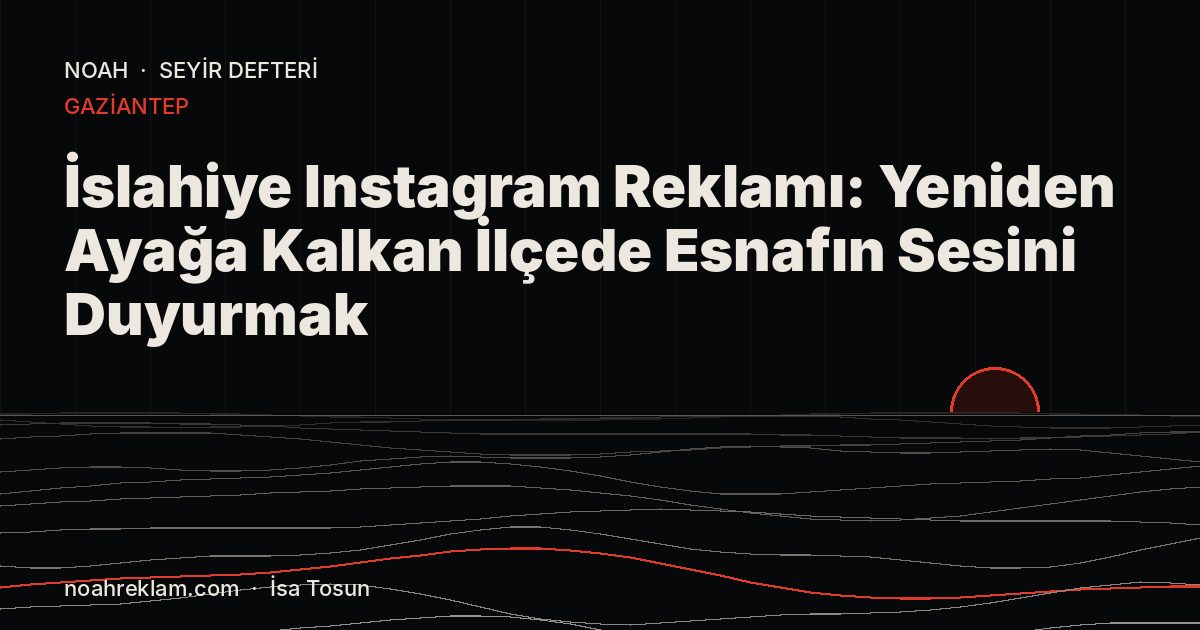 NOAH · SEYİR DEFTERİ
GAZİANTEP
İslahiye Instagram Reklamı: Yeniden
Ayağa Kalkan İlçede Esnafın Sesini
Duyurmak
noahreklam.com · İsa Tosun